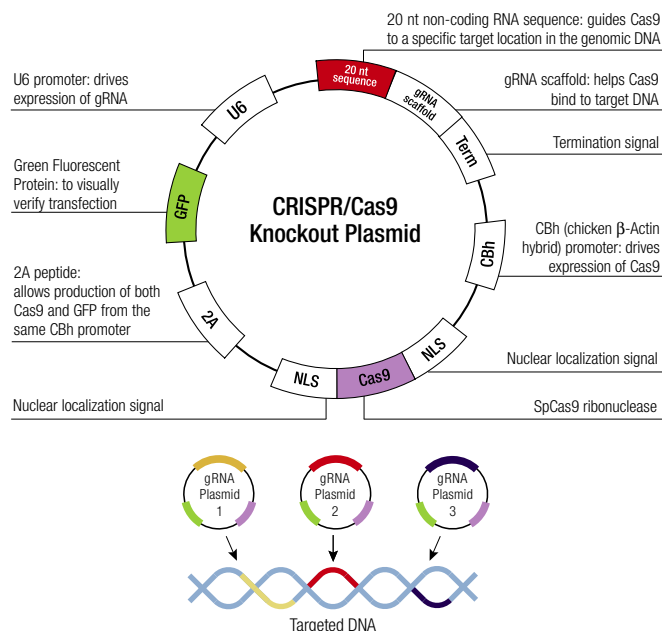 20 nt non-coding RNA sequence: guides Cas9
to a specific target location in the genomic DNA
U6 promoter: drives
expression of gRNA
gRNA scaffold: helps Cas9
bind to target DNA
Termination signal
Green Fluorescent
Protein: to visually
verify transfection
CBh (chicken β-Actin
hybrid) promoter: drives
expression of Cas9
2A peptide:
allows production of both
Cas9 and GFP from the
same CBh promoter
Nuclear localization signal
Nuclear localization signal
SpCas9 ribonuclease
CRISPR/Cas9
Knockout Plasmid
20 nt
sequence
gRNA
scaffold
Term
CBh
NLS
Cas9
NLS
2A
GFP
U6
gRNA
Plasmid
1
gRNA
Plasmid
2
gRNA
Plasmid
3
Targeted DNA